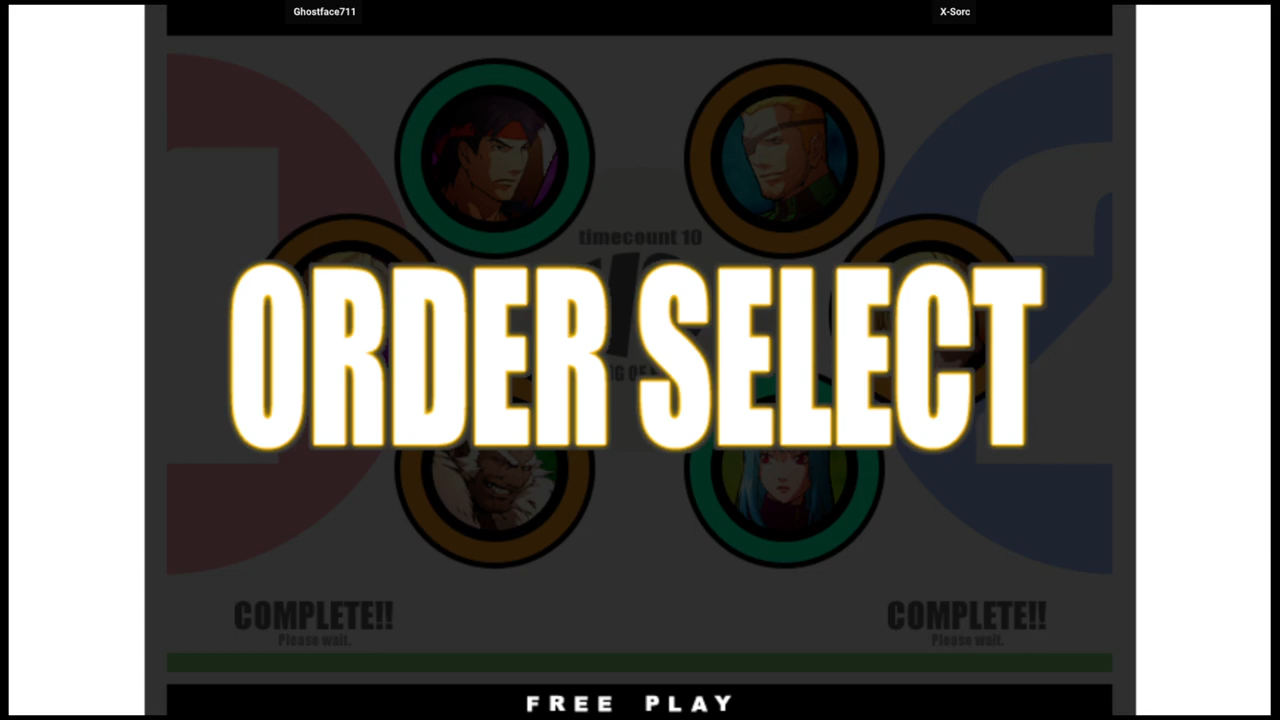 Ghostface711
X-Sorc
timecount 10
ORDER SELECT
COMPLETE!!
Please wait.
COMPLETE!!
Please wait.
FREE PLAY